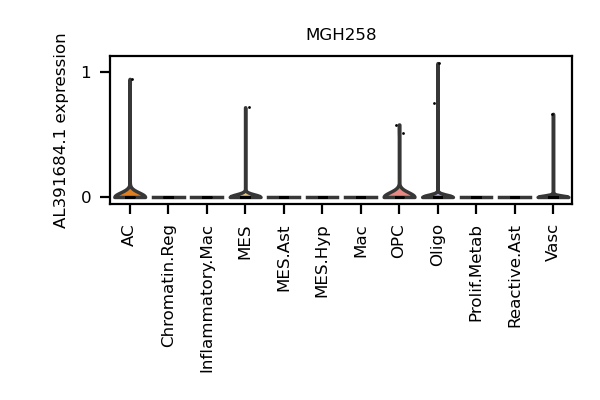 MGH258
AL391684.1 expression
1
0
AC
Chromatin.Reg
Inflammatory.Mac
MES
MES.Ast
MES.Hyp
Mac
OPC
Oligo
Prolif.Metab
Reactive.Ast
Vasc